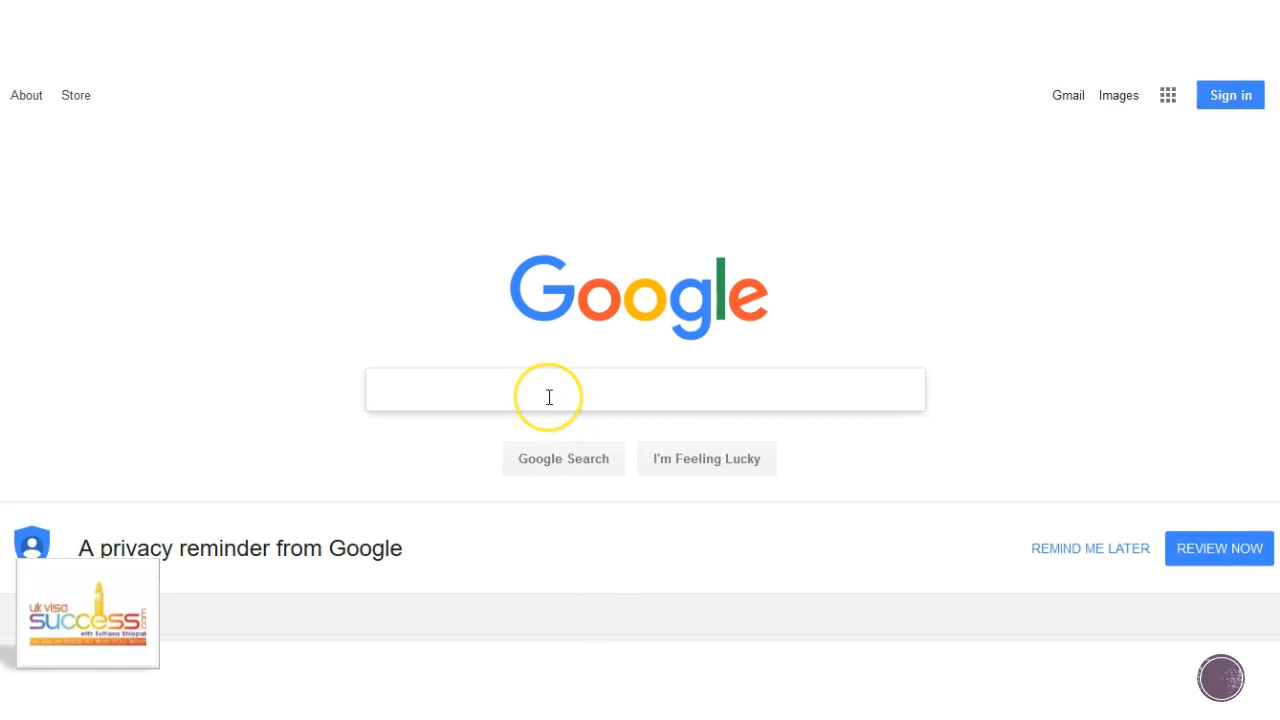 About Store
Gmail Images Sign in
Google
Google Search I'm Feeling Lucky
A privacy reminder from Google
REMIND ME LATER REVIEW NOW
uk visa
success.com
with Svitlana Shlapak